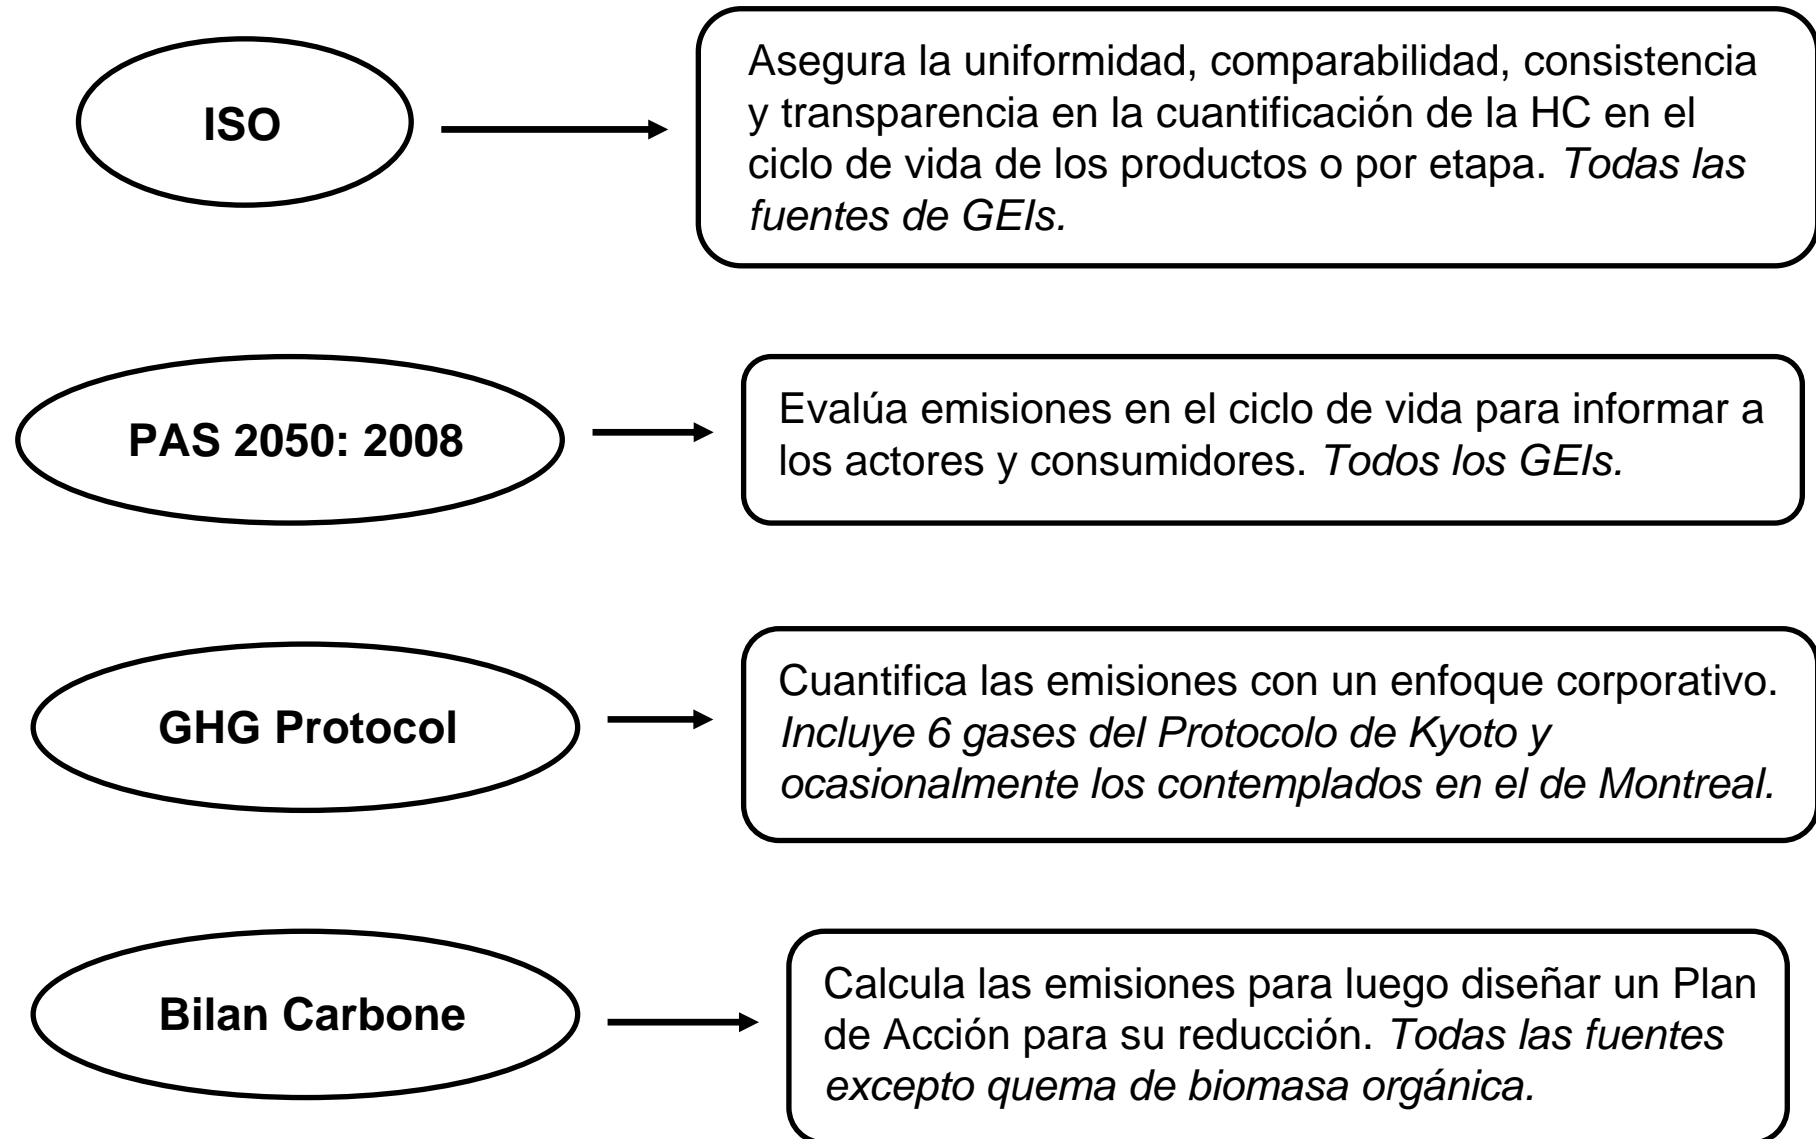 ISO
Asegura la uniformidad, comparabilidad, consistencia
y transparencia en la cuantificación de la HC en el
ciclo de vida de los productos o por etapa. Todas las
fuentes de GEIs.
PAS 2050: 2008
Evalúa emisiones en el ciclo de vida para informar a
los actores y consumidores. Todos los GEIs.
GHG Protocol
Cuantifica las emisiones con un enfoque corporativo.
Incluye 6 gases del Protocolo de Kyoto y
ocasionalmente los contemplados en el de Montreal.
Bilan Carbone
Calcula las emisiones para luego diseñar un Plan
de Acción para su reducción. Todas las fuentes
excepto quema de biomasa orgánica.